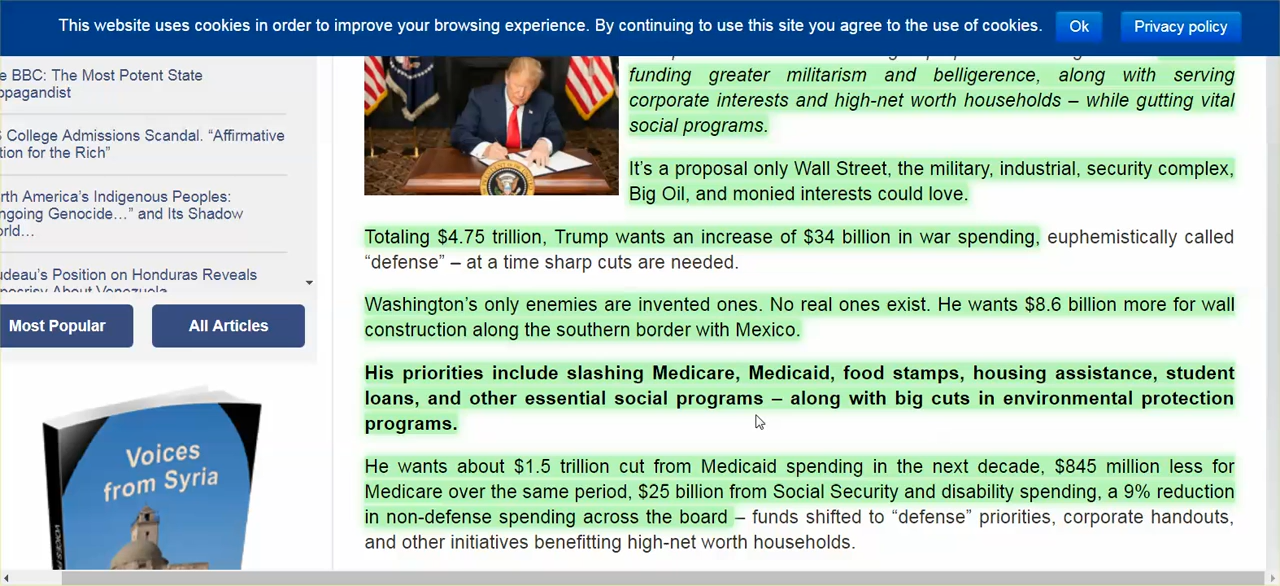 This website uses cookies in order to improve your browsing experience. By continuing to use this site you agree to the use of cookies.
Ok
Privacy policy
e BBC: The Most Potent State
opagandist
S College Admissions Scandal. “Affirmative
tion for the Rich”
rth America’s Indigenous Peoples:
ngoing Genocide…” and Its Shadow
orld…
udeau’s Position on Honduras Reveals
pocrisy About Venezuela
Most Popular
All Articles
Voices
from Syria
funding greater militarism and belligerence, along with serving
corporate interests and high-net worth households – while gutting vital
social programs.
It’s a proposal only Wall Street, the military, industrial, security complex,
Big Oil, and monied interests could love.
Totaling $4.75 trillion, Trump wants an increase of $34 billion in war spending, euphemistically called
“defense” – at a time sharp cuts are needed.
Washington’s only enemies are invented ones. No real ones exist. He wants $8.6 billion more for wall
construction along the southern border with Mexico.
His priorities include slashing Medicare, Medicaid, food stamps, housing assistance, student
loans, and other essential social programs – along with big cuts in environmental protection
programs.
He wants about $1.5 trillion cut from Medicaid spending in the next decade, $845 million less for
Medicare over the same period, $25 billion from Social Security and disability spending, a 9% reduction
in non-defense spending across the board – funds shifted to “defense” priorities, corporate handouts,
and other initiatives benefitting high-net worth households.